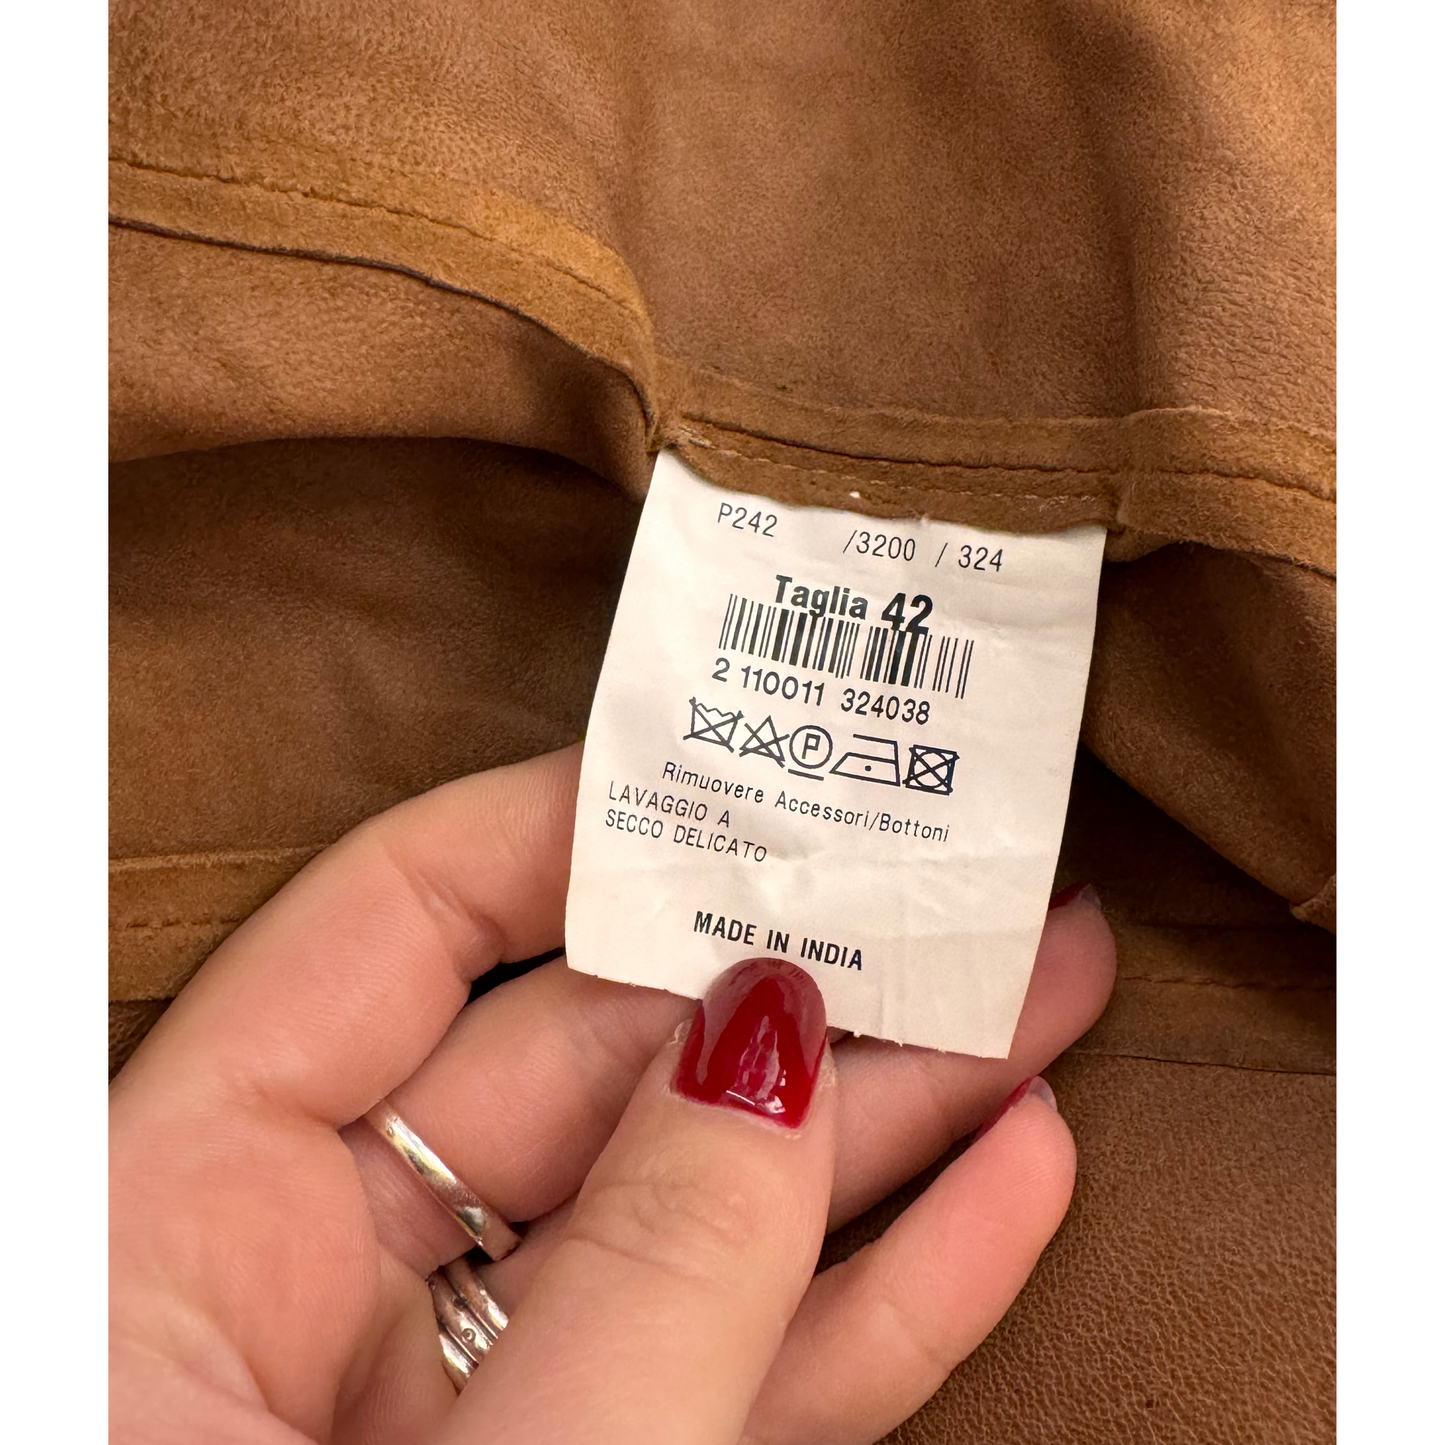 P242 /3200 / 324
Taglia 42
2 110011 324038
P
Rimuovere Accessori/Bottoni
LAVAGGIO A
SECCO DELICATO
MADE IN INDIA